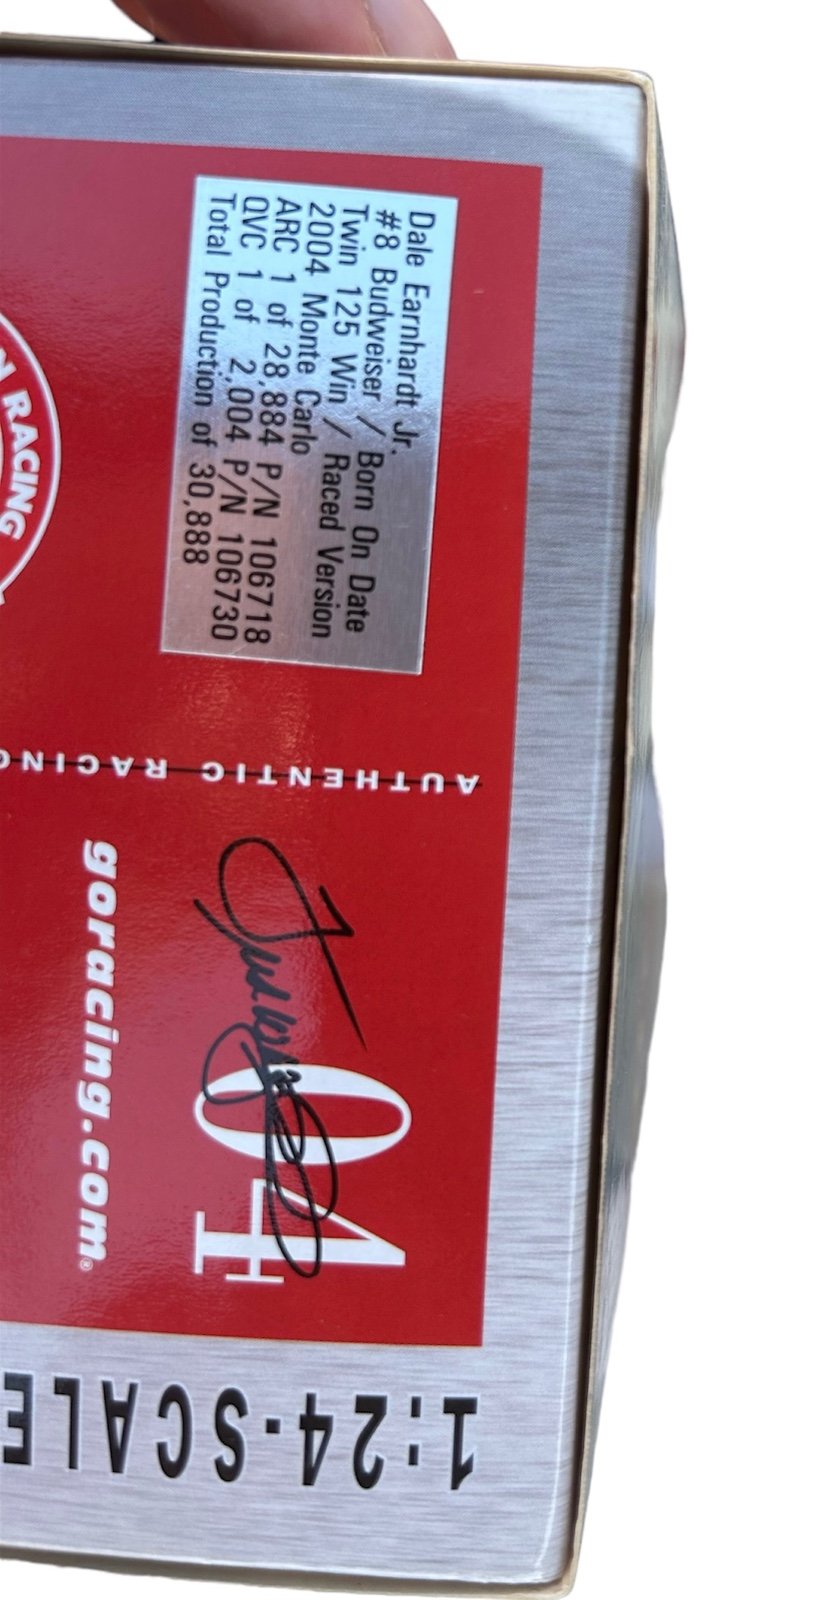 Dale Earnhardt Jr.
#8 Budweiser / Born On Date
Twin 125 Win / Raced Version
2004 Monte Carlo
ARC 1 of 28,884 P/N 106718
QVC 1 of 2,004 P/N 106730
Total Production of 30,888
RACING
AUTHENTIC RACING
04
goracing.com®
1:24-SCALE